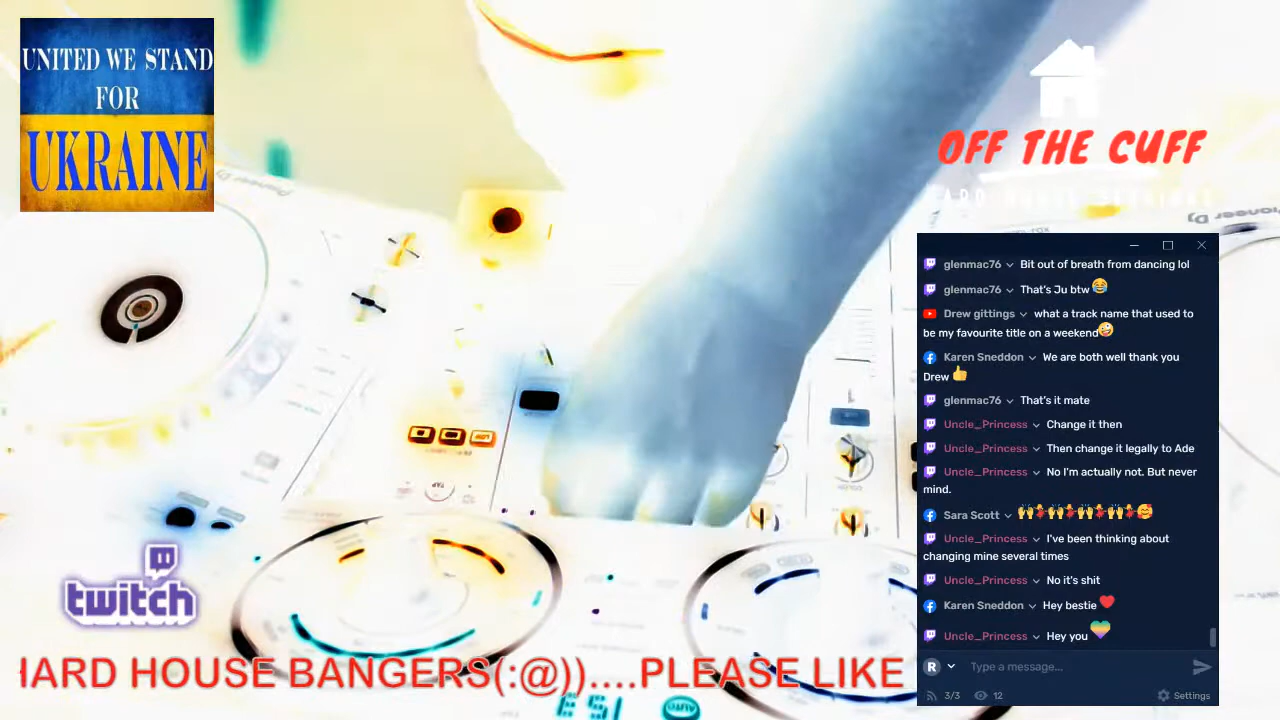 UNITED WE STAND
FOR
UKRAINE
Pioneer Dj
OFF THE CUFF
glenmac76 Bit out of breath from dancing lol
glenmac76 That's Ju btw 😂
Drew gittings what a track name that used to
be my favourite title on a weekend🤪
Karen Sneddon We are both well thank you
Drew 👍
glenmac76 That's it mate
Uncle_Princess Change it then
Uncle_Princess Then change it legally to Ade
Uncle_Princess No I'm actually not. But never
mind.
Sara Scott 🙌💃🙌💃🙌💃🙌💃🥰
Uncle_Princess I've been thinking about
changing mine several times
Uncle_Princess No it's shit
Karen Sneddon Hey bestie ❤️
Uncle_Princess Hey you
R Type a message...
3/3 12 Settings
twitch
HARD HOUSE BANGERS(:@))....PLEASE LIKE
AUTO